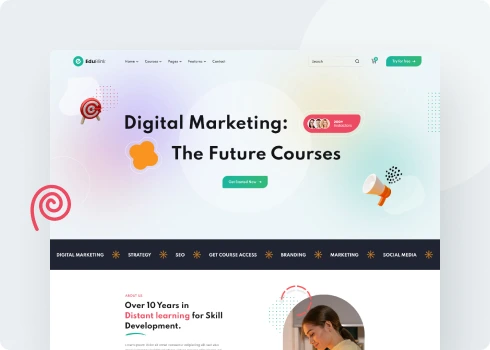 EduBlink
Home Courses Pages Features Contact
Search
Try for free →
Digital Marketing:
The Future Courses
Get Started Now →
DIGITAL MARKETING STRATEGY SEO GET COURSE ACCESS BRANDING MARKETING SOCIAL MEDIA
ABOUT US
Over 10 Years in
Distant learning for Skill
Development.